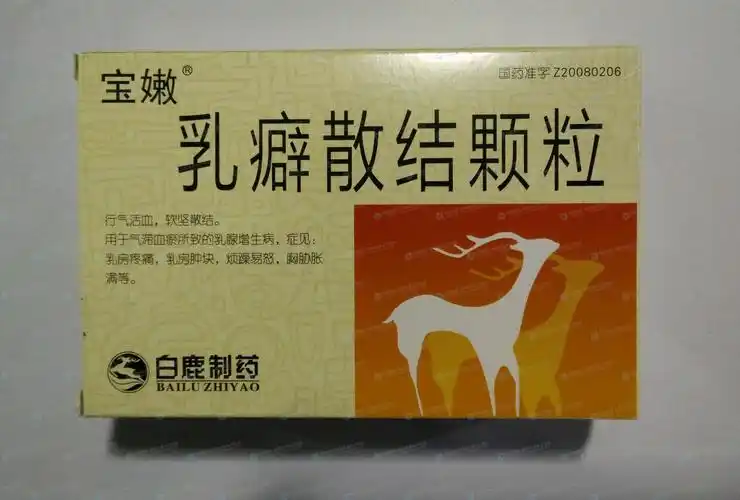 宝嫩®
国药准字Z20080206
乳癖散结颗粒
行气活血，软坚散结。
用于气滞血瘀所致的乳腺增生病，症见：
乳房疼痛，乳房肿块，烦躁易怒，胸胁胀
满等。
白鹿制药
BAILU ZHIYAO